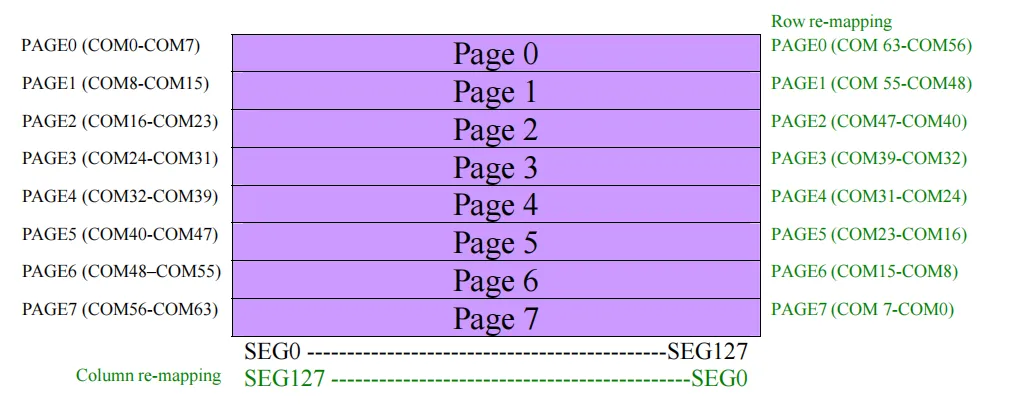 Row re-mapping
PAGE0 (COM0-COM7) Page 0 PAGE0 (COM 63-COM56)
PAGE1 (COM8-COM15) Page 1 PAGE1 (COM 55-COM48)
PAGE2 (COM16-COM23) Page 2 PAGE2 (COM47-COM40)
PAGE3 (COM24-COM31) Page 3 PAGE3 (COM39-COM32)
PAGE4 (COM32-COM39) Page 4 PAGE4 (COM31-COM24)
PAGE5 (COM40-COM47) Page 5 PAGE5 (COM23-COM16)
PAGE6 (COM48–COM55) Page 6 PAGE6 (COM15-COM8)
PAGE7 (COM56-COM63) Page 7 PAGE7 (COM 7-COM0)
SEG0 ---------------------------------------------SEG127
Column re-mapping SEG127 ---------------------------------------------SEG0